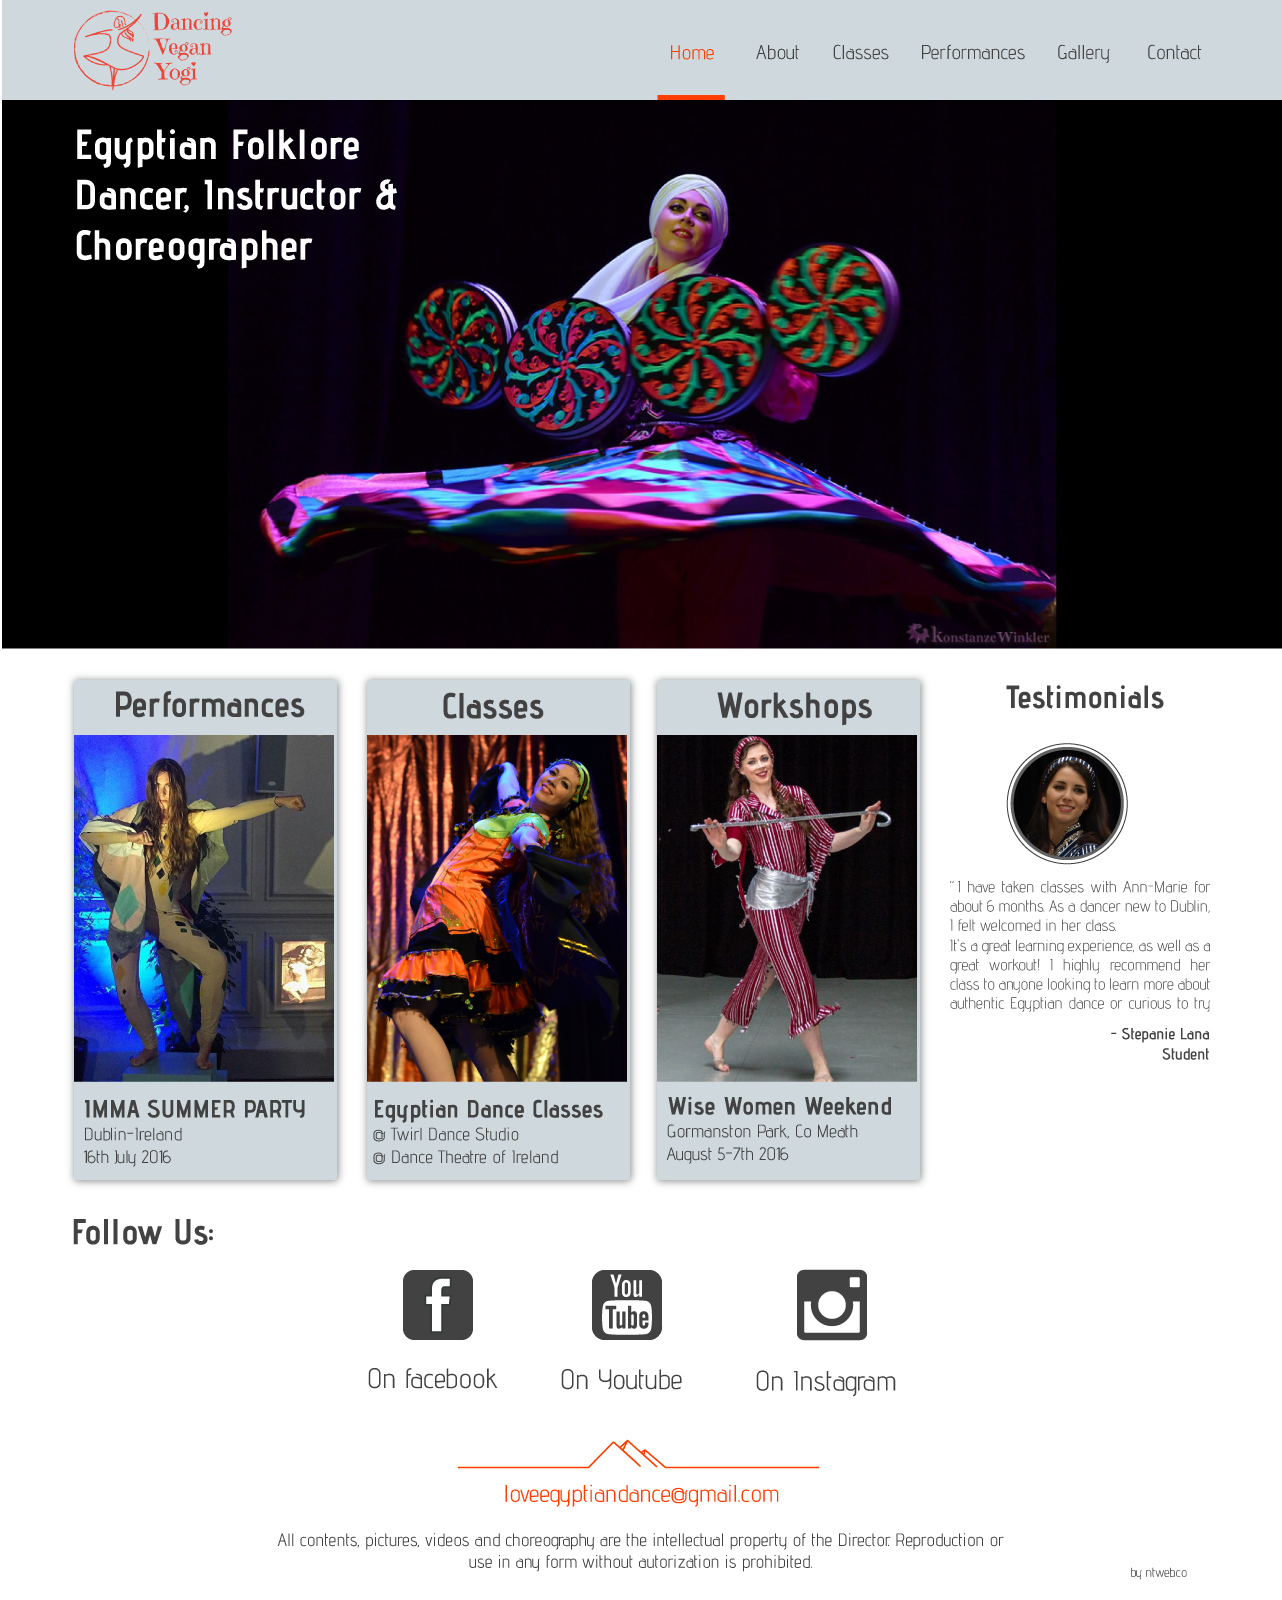 Dancing
Vegan
Yogi
Home About Classes Performances Gallery Contact
Egyptian Folklore
Dancer, Instructor &
Choreographer
KonstanzeWinkler
Performances
IMMA SUMMER PARTY
Dublin-Ireland
16th July 2016
Classes
Egyptian Dance Classes
@ Twirl Dance Studio
@ Dance Theatre of Ireland
Workshops
Wise Women Weekend
Gormanston Park, Co Meath
August 5-7th 2016
Testimonials
" I have taken classes with Ann-Marie for
about 6 months. As a dancer new to Dublin,
I felt welcomed in her class.
It's a great learning experience, as well as a
great workout! I highly recommend her
class to anyone looking to learn more about
authentic Egyptian dance or curious to try
- Stepanie Lana
Student
Follow Us:
f
You
Tube
On facebook
On Youtube
On Instagram
loveegyptiandance@gmail.com
All contents, pictures, videos and choreography are the intellectual property of the Director. Reproduction or
use in any form without autorization is prohibited.
by ntweb.co